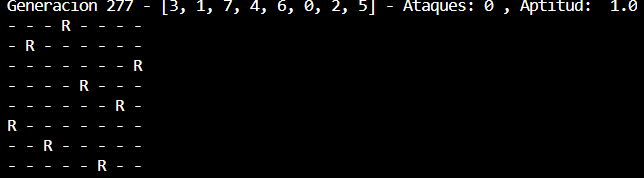 Generacion 277 - [3, 1, 7, 4, 6, 0, 2, 5] - Ataques: 0 , Aptitud:  1.0
- - - R - - - -
- R - - - - - -
- - - - - - - R
- - - - R - - -
- - - - - - R -
R - - - - - - -
- - R - - - - -
- - - - - R - -